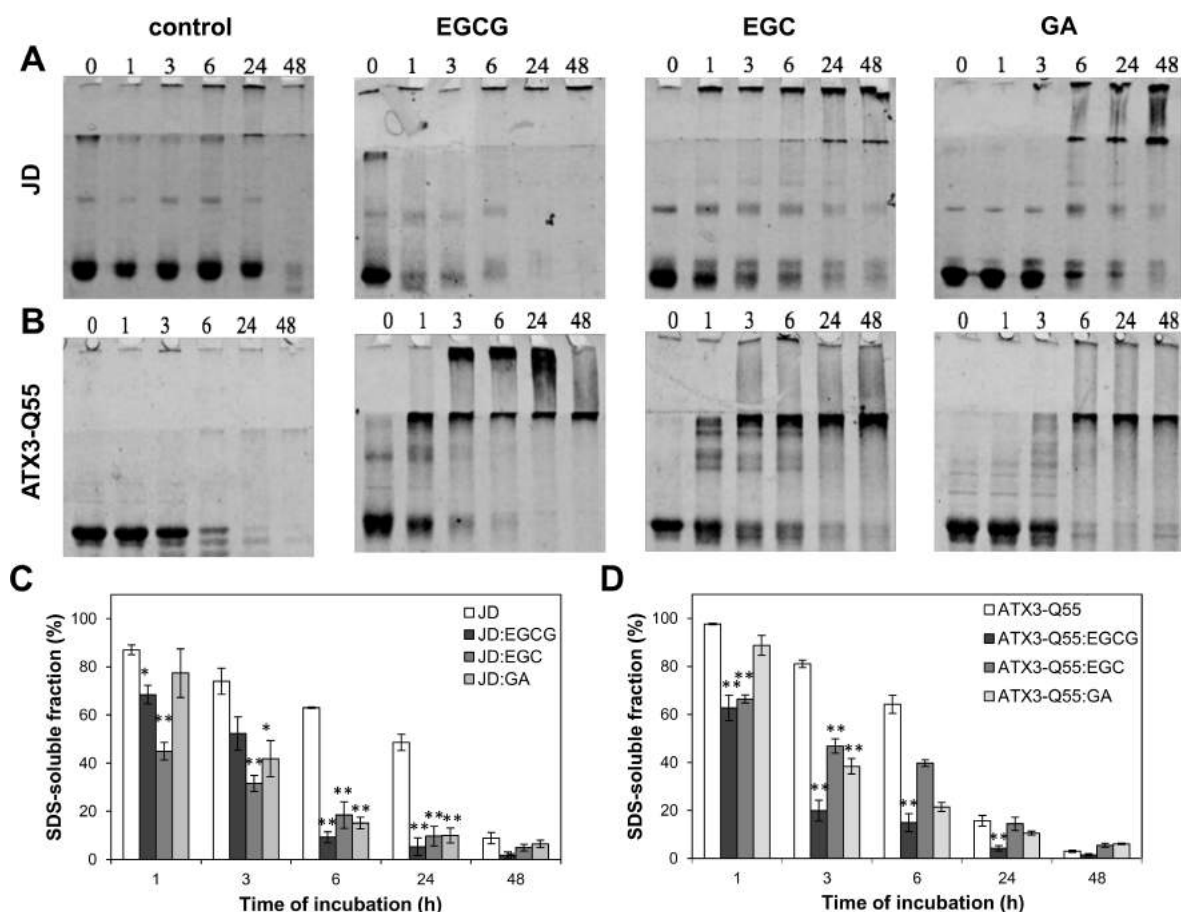 control EGCG EGC GA
A
0 1 3 6 24 48 0 1 3 6 24 48 0 1 3 6 24 48 0 1 3 6 24 48
JD
B
0 1 3 6 24 48 0 1 3 6 24 48 0 1 3 6 24 48 0 1 3 6 24 48
ATX3-Q55
C
SDS-soluble fraction (%)
100
80
60
40
20
0
JD
JD:EGCG
JD:EGC
JD:GA
* **
** *
** ** **
** ** **
1 3 6 24 48
Time of incubation (h)
D
SDS-soluble fraction (%)
100
80
60
40
20
0
ATX3-Q55
ATX3-Q55:EGCG
ATX3-Q55:EGC
ATX3-Q55:GA
** **
** ** **
**
**
1 3 6 24 48
Time of incubation (h)